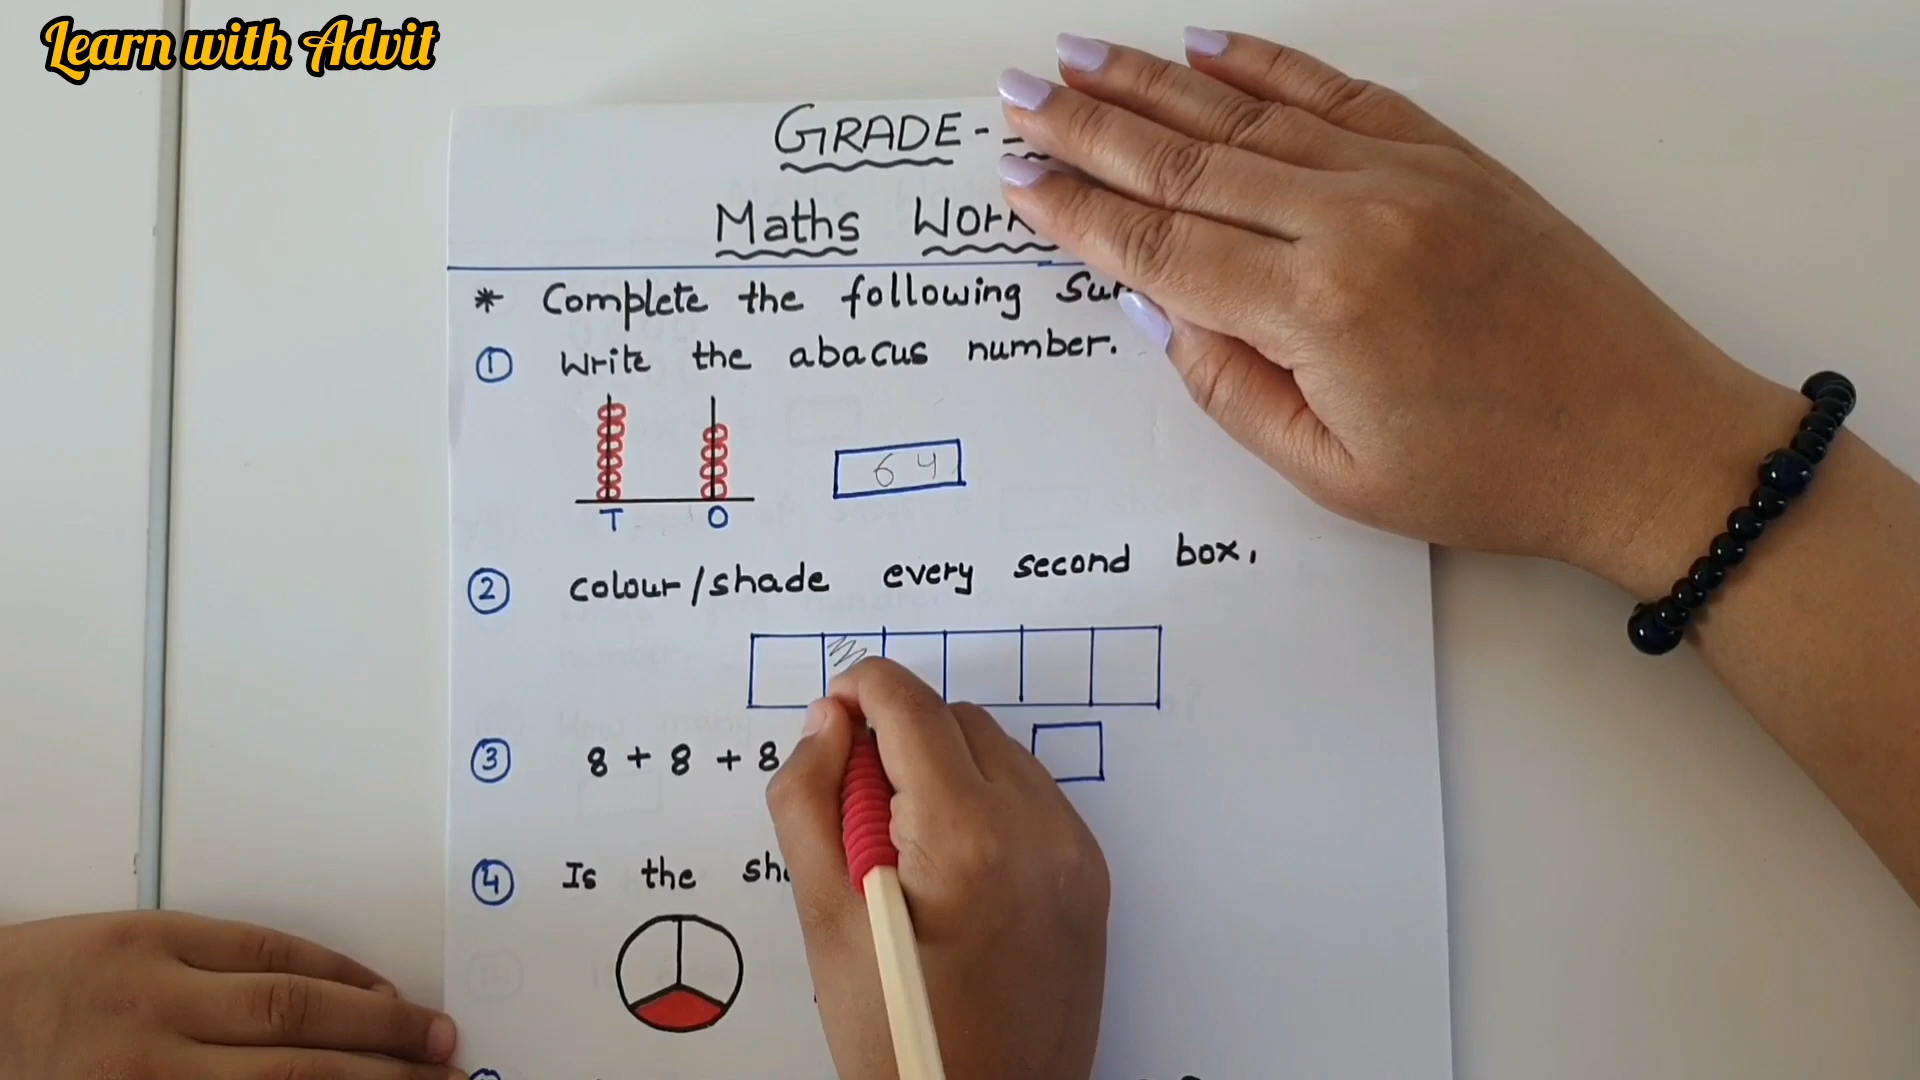 Learn with Advit
GRADE -
Maths
* Complete the following
1 Write the abacus number.
6 4
T O
2 colour/shade every second box.
3 8 + 8 + 8
4 Is the